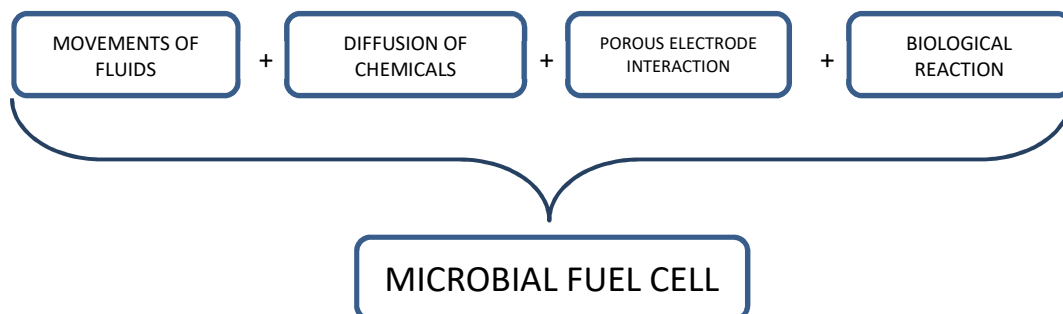 MOVEMENTS OF
FLUIDS
+
DIFFUSION OF
CHEMICALS
+
POROUS ELECTRODE
INTERACTION
+
BIOLOGICAL
REACTION
MICROBIAL FUEL CELL